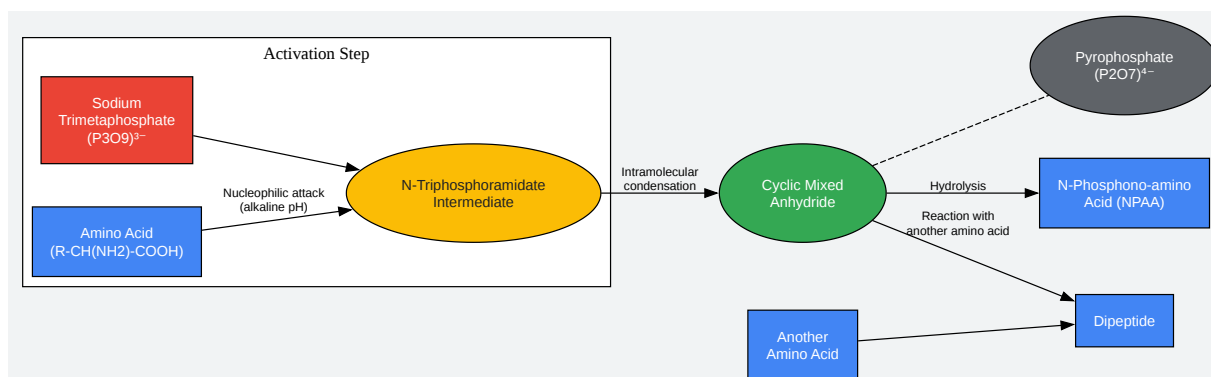 Activation Step
Sodium
Trimetaphosphate
(P3O9)³⁻
Nucleophilic attack
(alkaline pH)
Amino Acid
(R-CH(NH2)-COOH)
N-Triphosphoramidate
Intermediate
Intramolecular
condensation
Cyclic Mixed
Anhydride
Pyrophosphate
(P2O7)⁴⁻
Hydrolysis
N-Phosphono-amino
Acid (NPAA)
Reaction with
another amino acid
Another
Amino Acid
Dipeptide